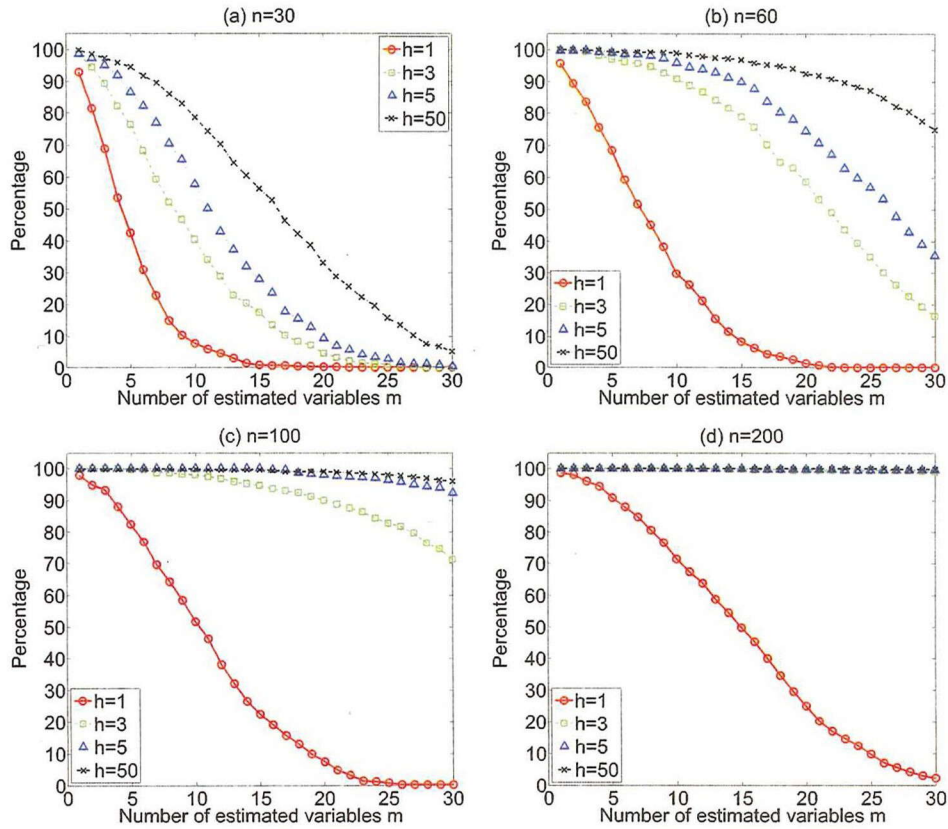 (a) n=30
100
90
80
70
60
50
40
30
20
10
0
Percentage
h=1
h=3
h=5
h=50
0 5 10 15 20 25 30
Number of estimated variables m
(b) n=60
100
90
80
70
60
50
40
30
20
10
0
Percentage
h=1
h=3
h=5
h=50
0 5 10 15 20 25 30
Number of estimated variables m
(c) n=100
100
90
80
70
60
50
40
30
20
10
0
Percentage
h=1
h=3
h=5
h=50
0 5 10 15 20 25 30
Number of estimated variables m
(d) n=200
100
90
80
70
60
50
40
30
20
10
0
Percentage
h=1
h=3
h=5
h=50
0 5 10 15 20 25 30
Number of estimated variables m